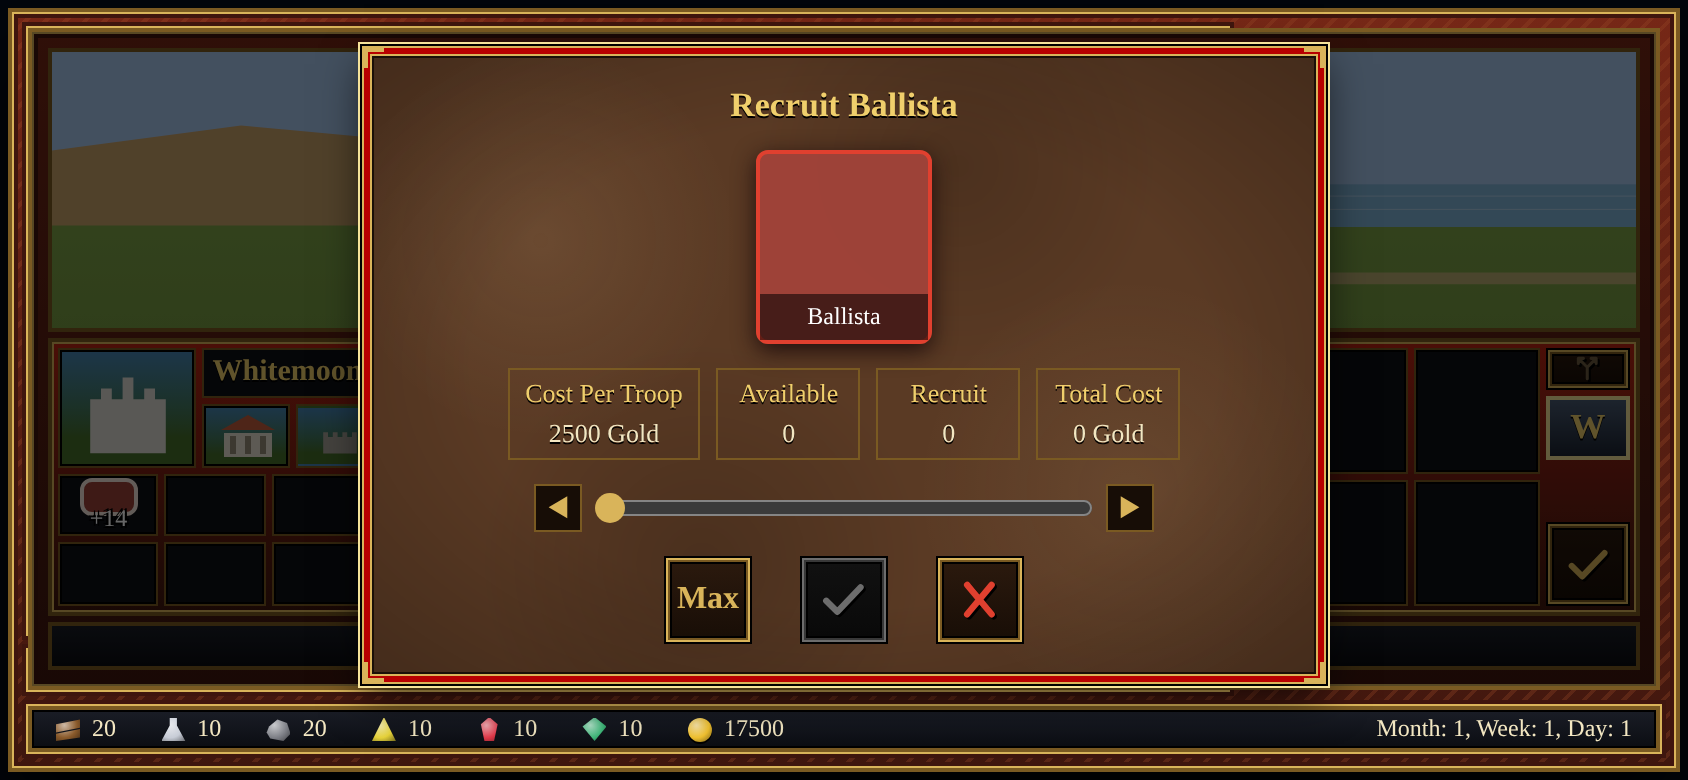 Recruit Ballista
Ballista
Whitemoon
W
Cost Per Troop
2500 Gold
Available
0
Recruit
0
Total Cost
0 Gold
+14
Max
20
10
20
10
10
10
17500
Month: 1, Week: 1, Day: 1